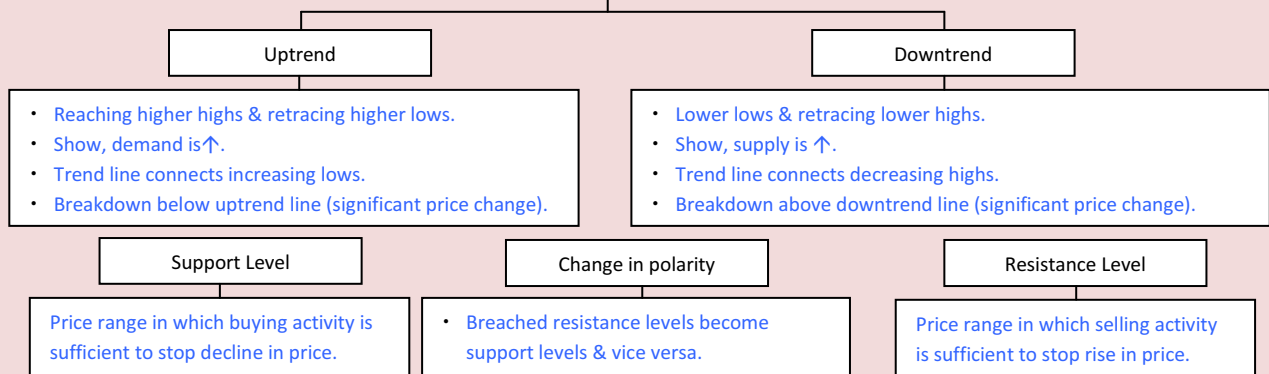 Uptrend
Downtrend
• Reaching higher highs & retracing higher lows.
• Show, demand is↑.
• Trend line connects increasing lows.
• Breakdown below uptrend line (significant price change).
• Lower lows & retracing lower highs.
• Show, supply is ↑.
• Trend line connects decreasing highs.
• Breakdown above downtrend line (significant price change).
Support Level
Change in polarity
Resistance Level
Price range in which buying activity is
sufficient to stop decline in price.
• Breached resistance levels become
support levels & vice versa.
Price range in which selling activity
is sufficient to stop rise in price.